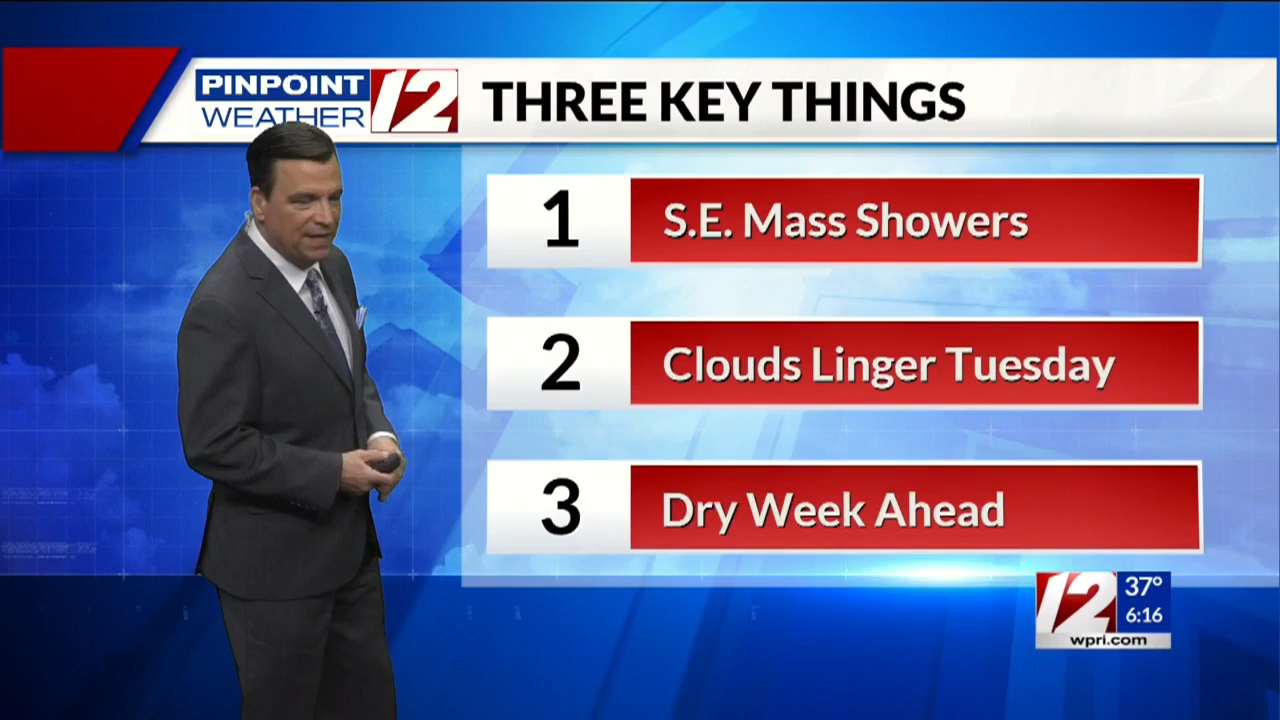 PINPOINT
WEATHER 12
THREE KEY THINGS
1 S.E. Mass Showers
2 Clouds Linger Tuesday
3 Dry Week Ahead
12 37°
6:16
wpri.com